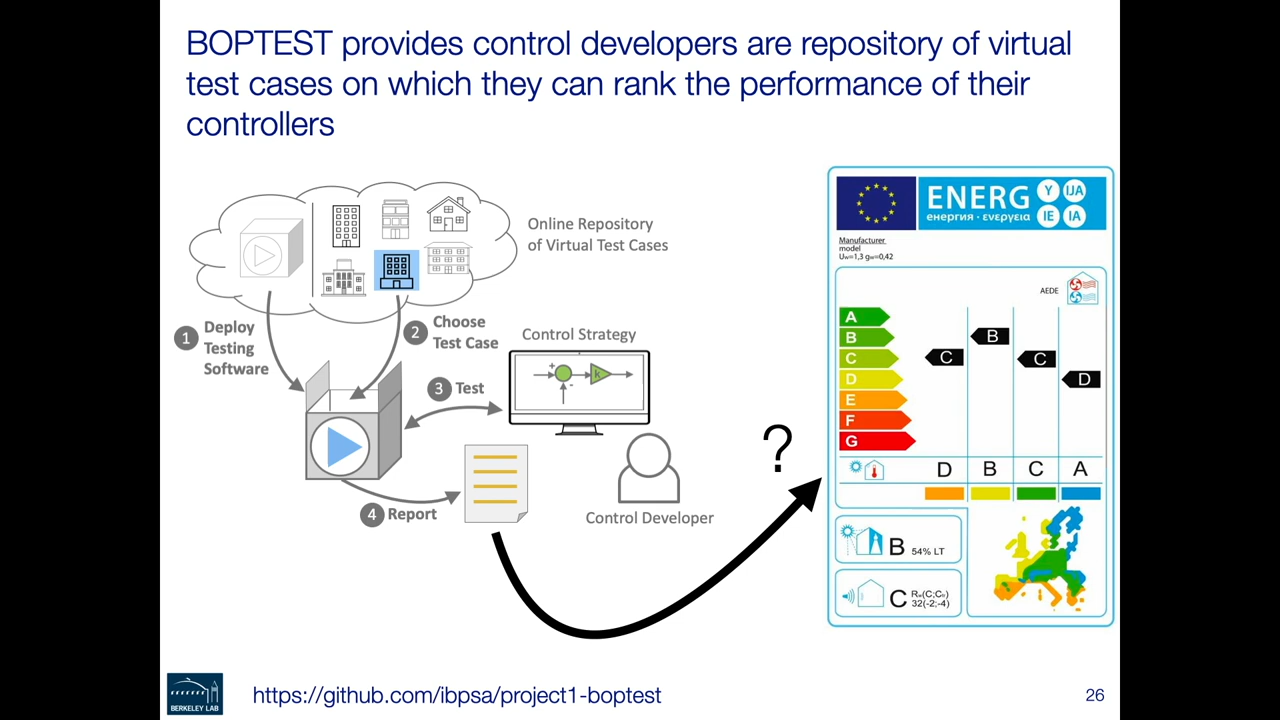 BOPTEST provides control developers are repository of virtual
test cases on which they can rank the performance of their
controllers
Online Repository
of Virtual Test Cases
1 Deploy
Testing
Software
2 Choose
Test Case
Control Strategy
+
-
k
3 Test
4 Report
Control Developer
?
ENERG
енергия · ενεργεια
Y
IJA
IE
IA
Manufacturer
model
Uw=1,3 gw=0,42
AEDE
A
B
C
D
E
F
G
C
B
C
D
D B C A
B 54% LT
C Rw(C;Ctr)
32(-2;-4)
BERKELEY LAB
https://github.com/ibpsa/project1-boptest
26